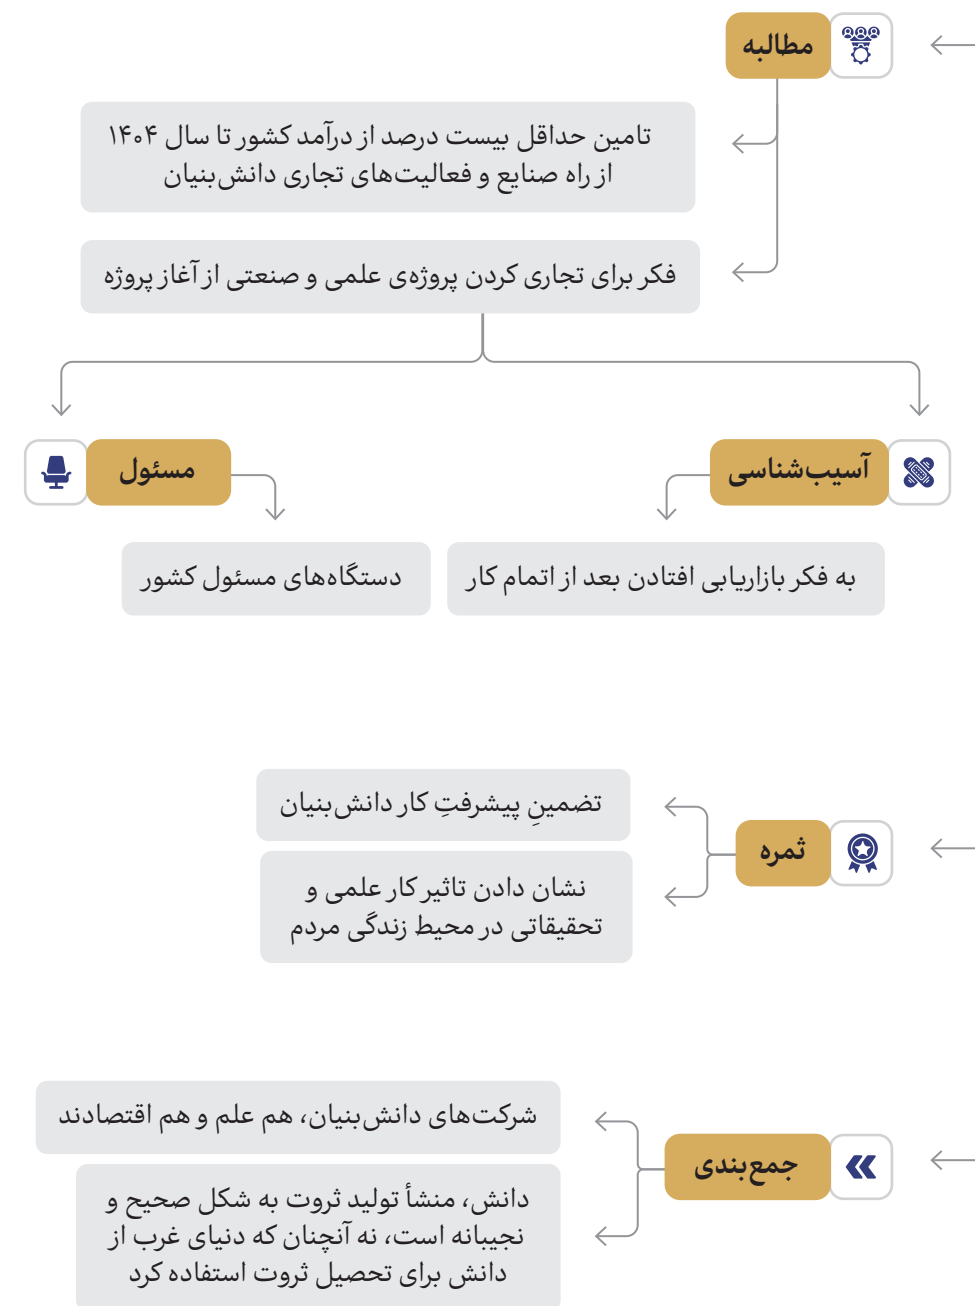 مطالبه
تامین حداقل بیست درصد از درآمد کشور تا سال ۱۴۰۴
از راه صنایع و فعالیت‌های تجاری دانش‌بنیان
فکر برای تجاری کردن پروژه‌ی علمی و صنعتی از آغاز پروژه
آسیب‌شناسی
به فکر بازاریابی افتادن بعد از اتمام کار
مسئول
دستگاه‌های مسئول کشور
ثمره
تضمینِ پیشرفتِ کار دانش‌بنیان
نشان دادن تاثیر کار علمی و
تحقیقاتی در محیط زندگی مردم
جمع‌بندی
شرکت‌های دانش‌بنیان، هم علم و هم اقتصادند
دانش، منشأ تولید ثروت به شکل صحیح و
نجیبانه است، نه آنچنان که دنیای غرب از
دانش برای تحصیل ثروت استفاده کرد